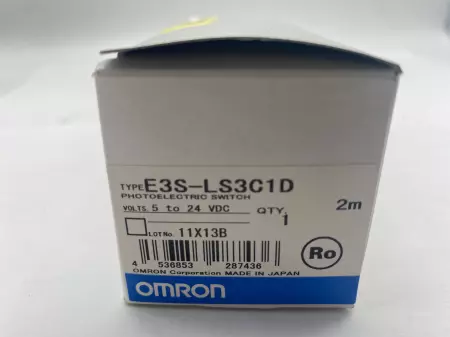 TYPE E3S-LS3C1D
PHOTOELECTRIC SWITCH
VOLTS. 5 to 24 VDC QTY. 1 2m
LOT No. 11X13B
Ro
4 536853 287436
OMRON Corporation MADE IN JAPAN
OMRON